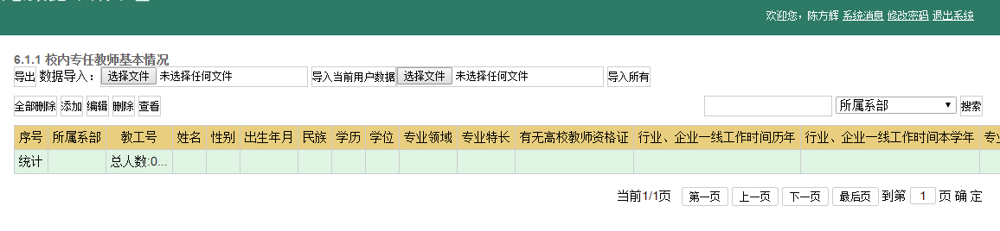 欢迎您，陈方辉 系统消息 修改密码 退出系统
6.1.1 校内专任教师基本情况
导出 数据导入： 选择文件 未选择任何文件 导入当前用户数据 选择文件 未选择任何文件 导入所有
全部删除 添加 编辑 删除 查看 所属系部 搜索
序号 所属系部 教工号 姓名 性别 出生年月 民族 学历 学位 专业领域 专业特长 有无高校教师资格证 行业、企业一线工作时间历年 行业、企业一线工作时间本学年 专业
统计 总人数:0...
当前1/1页 第一页 上一页 下一页 最后页 到第 1 页 确 定